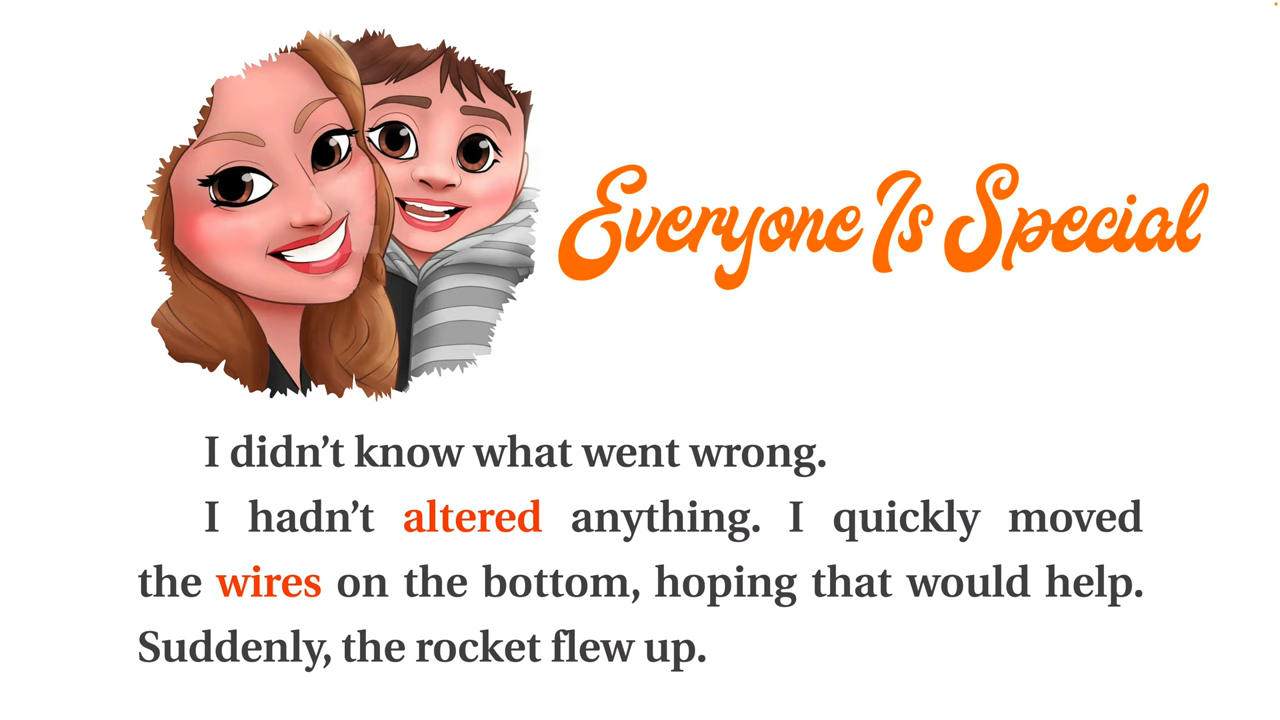 Everyone Is Special
I didn’t know what went wrong.
I hadn’t altered anything. I quickly moved
the wires on the bottom, hoping that would help.
Suddenly, the rocket flew up.